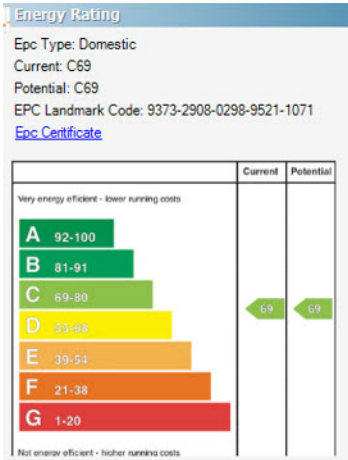 Energy Rating
Epc Type: Domestic
Current: C69
Potential: C69
EPC Landmark Code: 9373-2908-0298-9521-1071
Epc Ceritificate
Current Potential
Very energy efficient - lower running costs
A 92-100
B 81-91
C 69-80
69 69
D 55-68
E 39-54
F 21-38
G 1-20
Not energy efficient - higher running costs